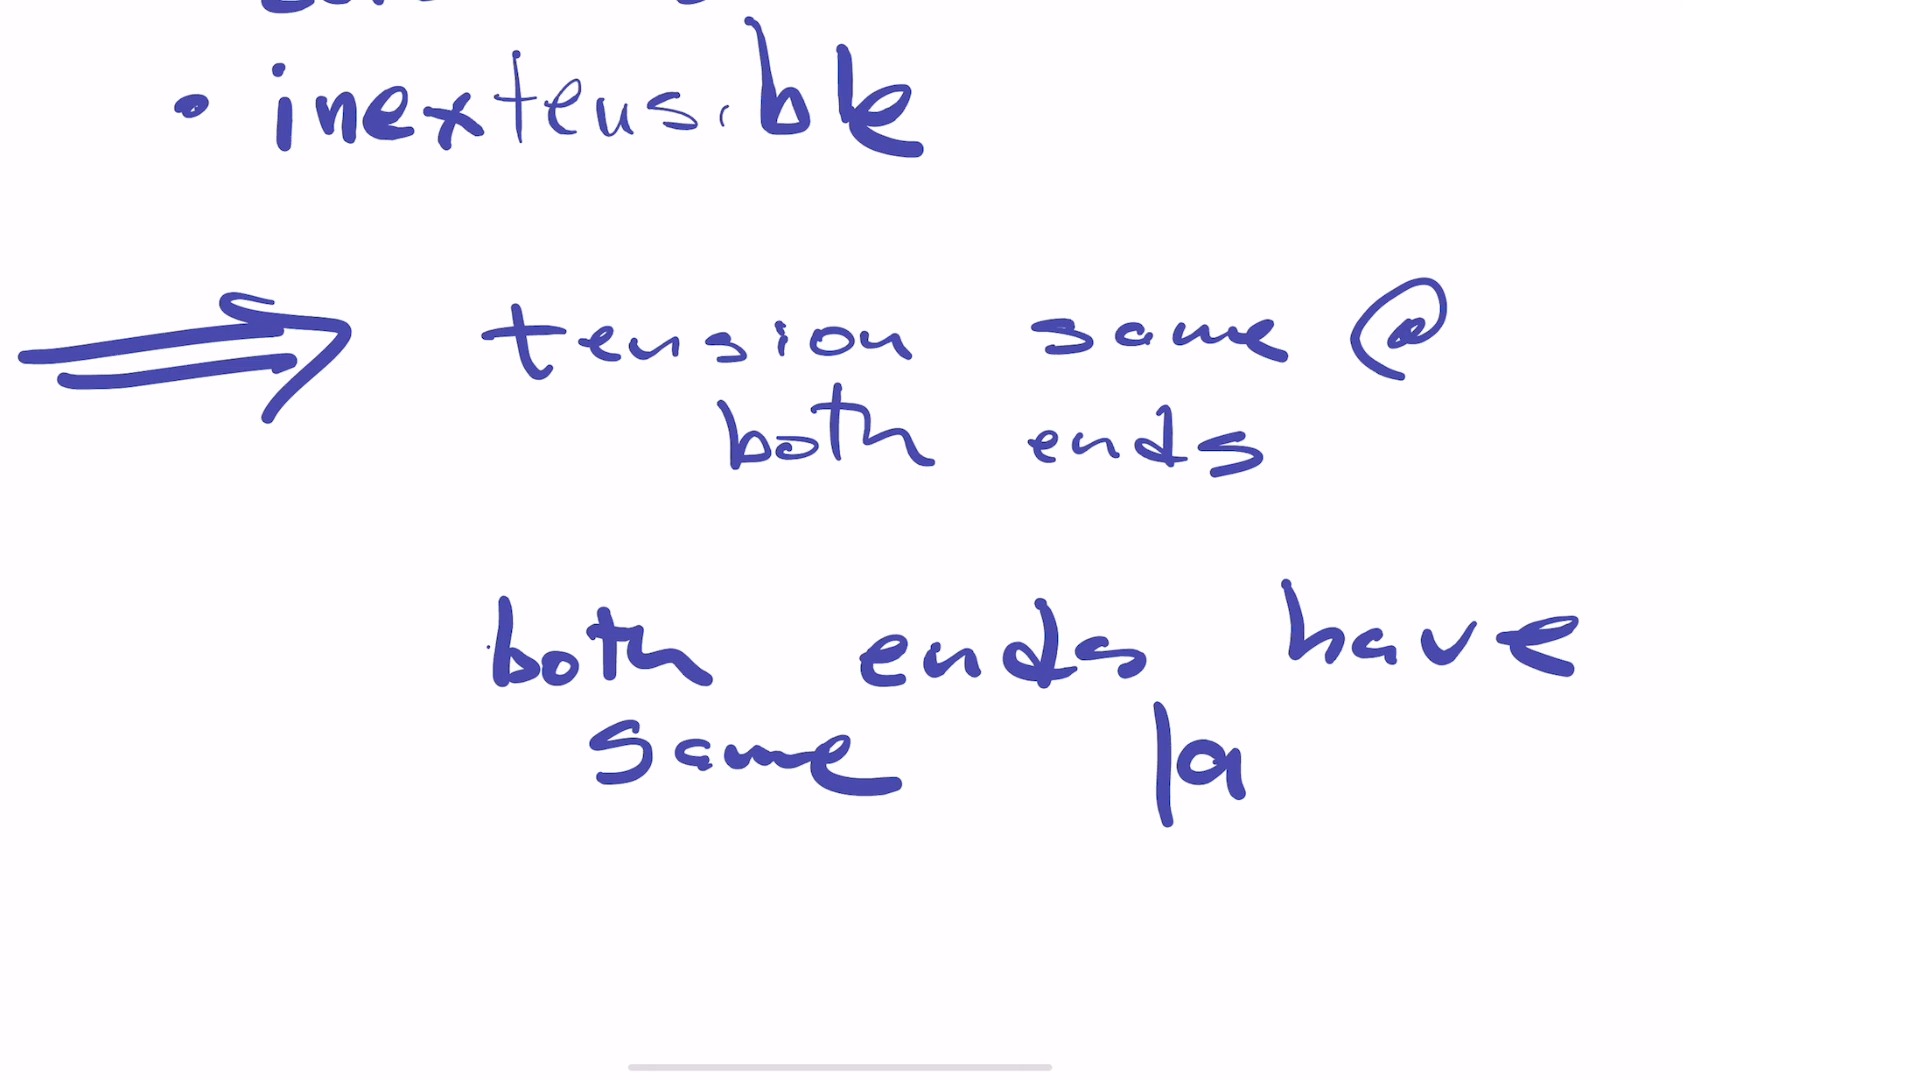 • inextensible
⇒ tension same @
both ends
both ends have
same |a